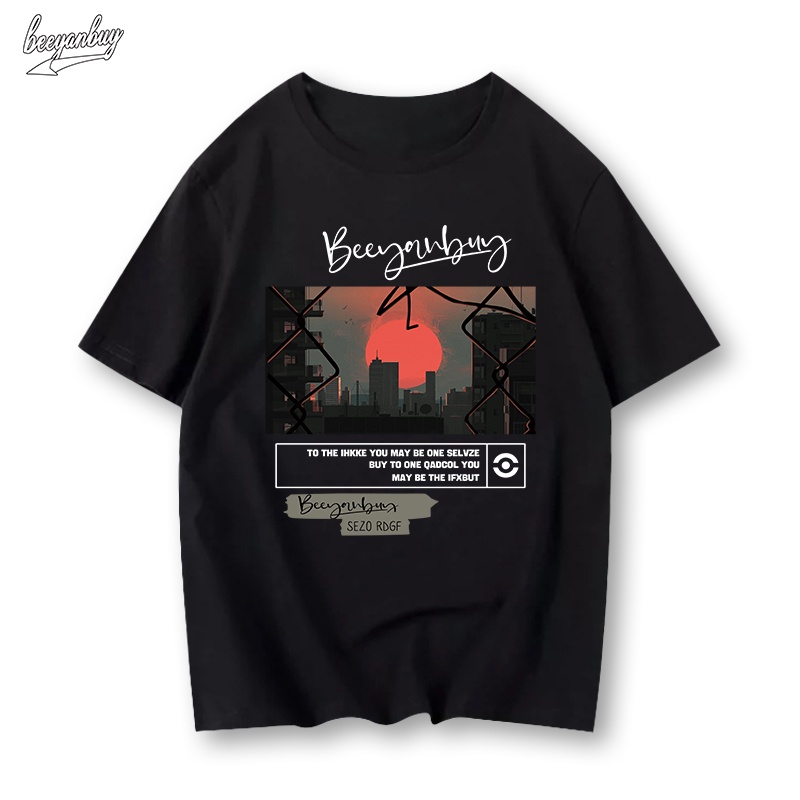 beeyanbuy
Beeyanbuy
TO THE IHKKE YOU MAY BE ONE SELVZE
BUY TO ONE QADCOL YOU
MAY BE THE IFXBUT
Beeyanbuy
SEZO RDGF